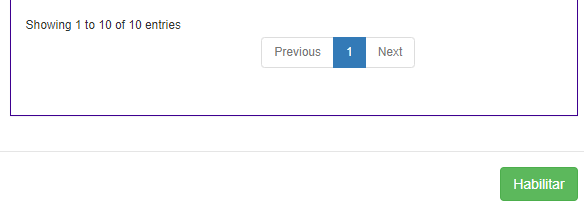 Showing 1 to 10 of 10 entries
Previous 1 Next
Habilitar